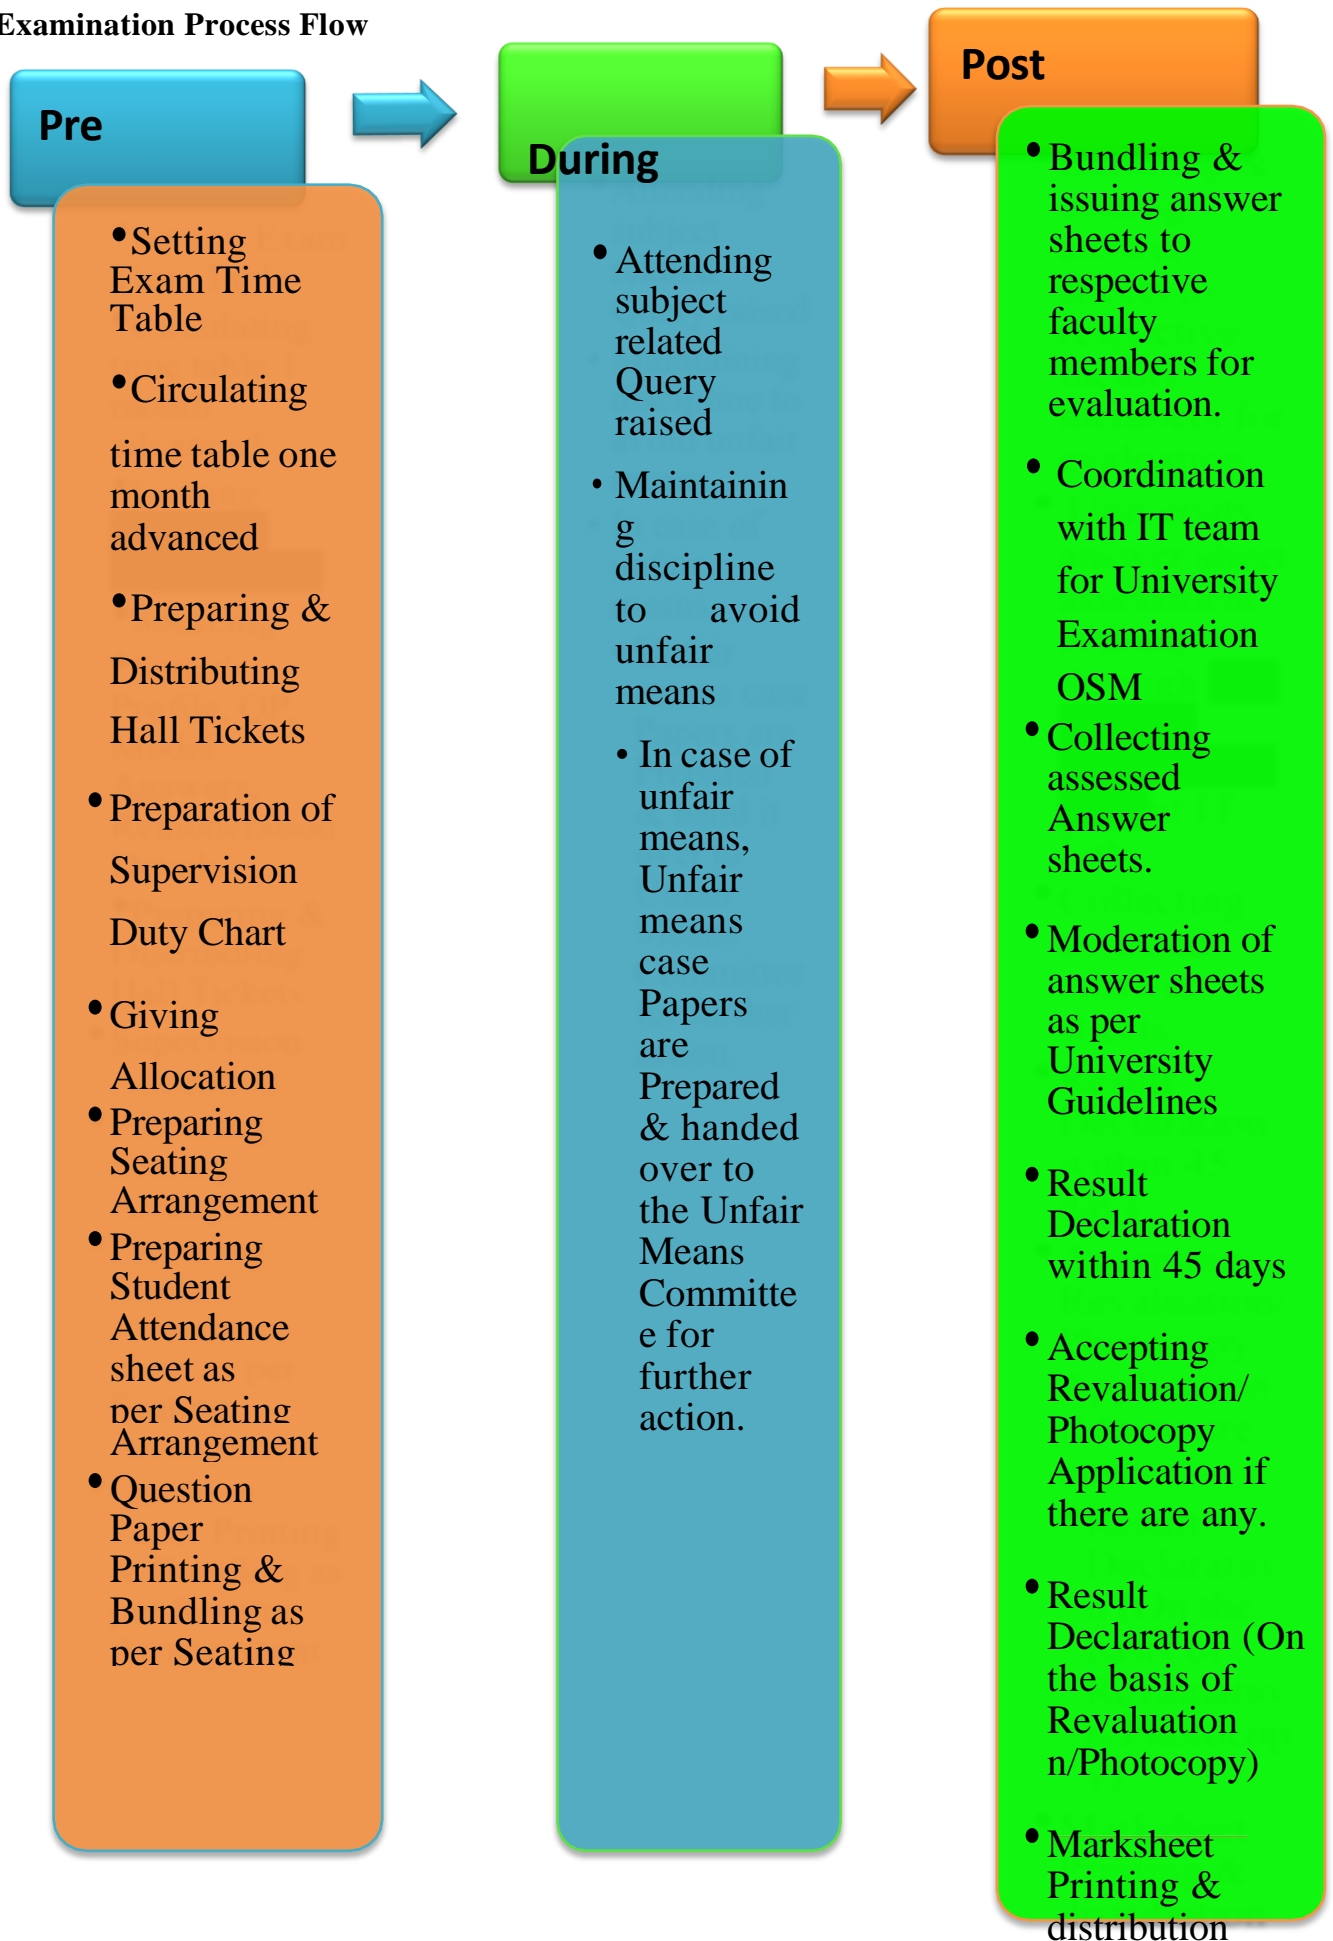 Examination Process Flow
Pre
•Setting
Exam Time
Table
•Circulating
time table one
month
advanced
•Preparing &
Distributing
Hall Tickets
•Preparation of
Supervision
Duty Chart
•Giving
Allocation
•Preparing
Seating
Arrangement
•Preparing
Student
Attendance
sheet as
per Seating
Arrangement
•Question
Paper
Printing &
Bundling as
per Seating
During
•Attending
subject
related
Query
raised
• Maintainin
g
discipline
to avoid
unfair
means
• In case of
unfair
means,
Unfair
means
case
Papers
are
Prepared
& handed
over to
the Unfair
Means
Committe
e for
further
action.
Post
•Bundling &
issuing answer
sheets to
respective
faculty
members for
evaluation.
• Coordination
with IT team
for University
Examination
OSM
•Collecting
assessed
Answer
sheets.
•Moderation of
answer sheets
as per
University
Guidelines
•Result
Declaration
within 45 days
•Accepting
Revaluation/
Photocopy
Application if
there are any.
•Result
Declaration (On
the basis of
Revaluation
n/Photocopy)
•Marksheet
Printing &
distribution